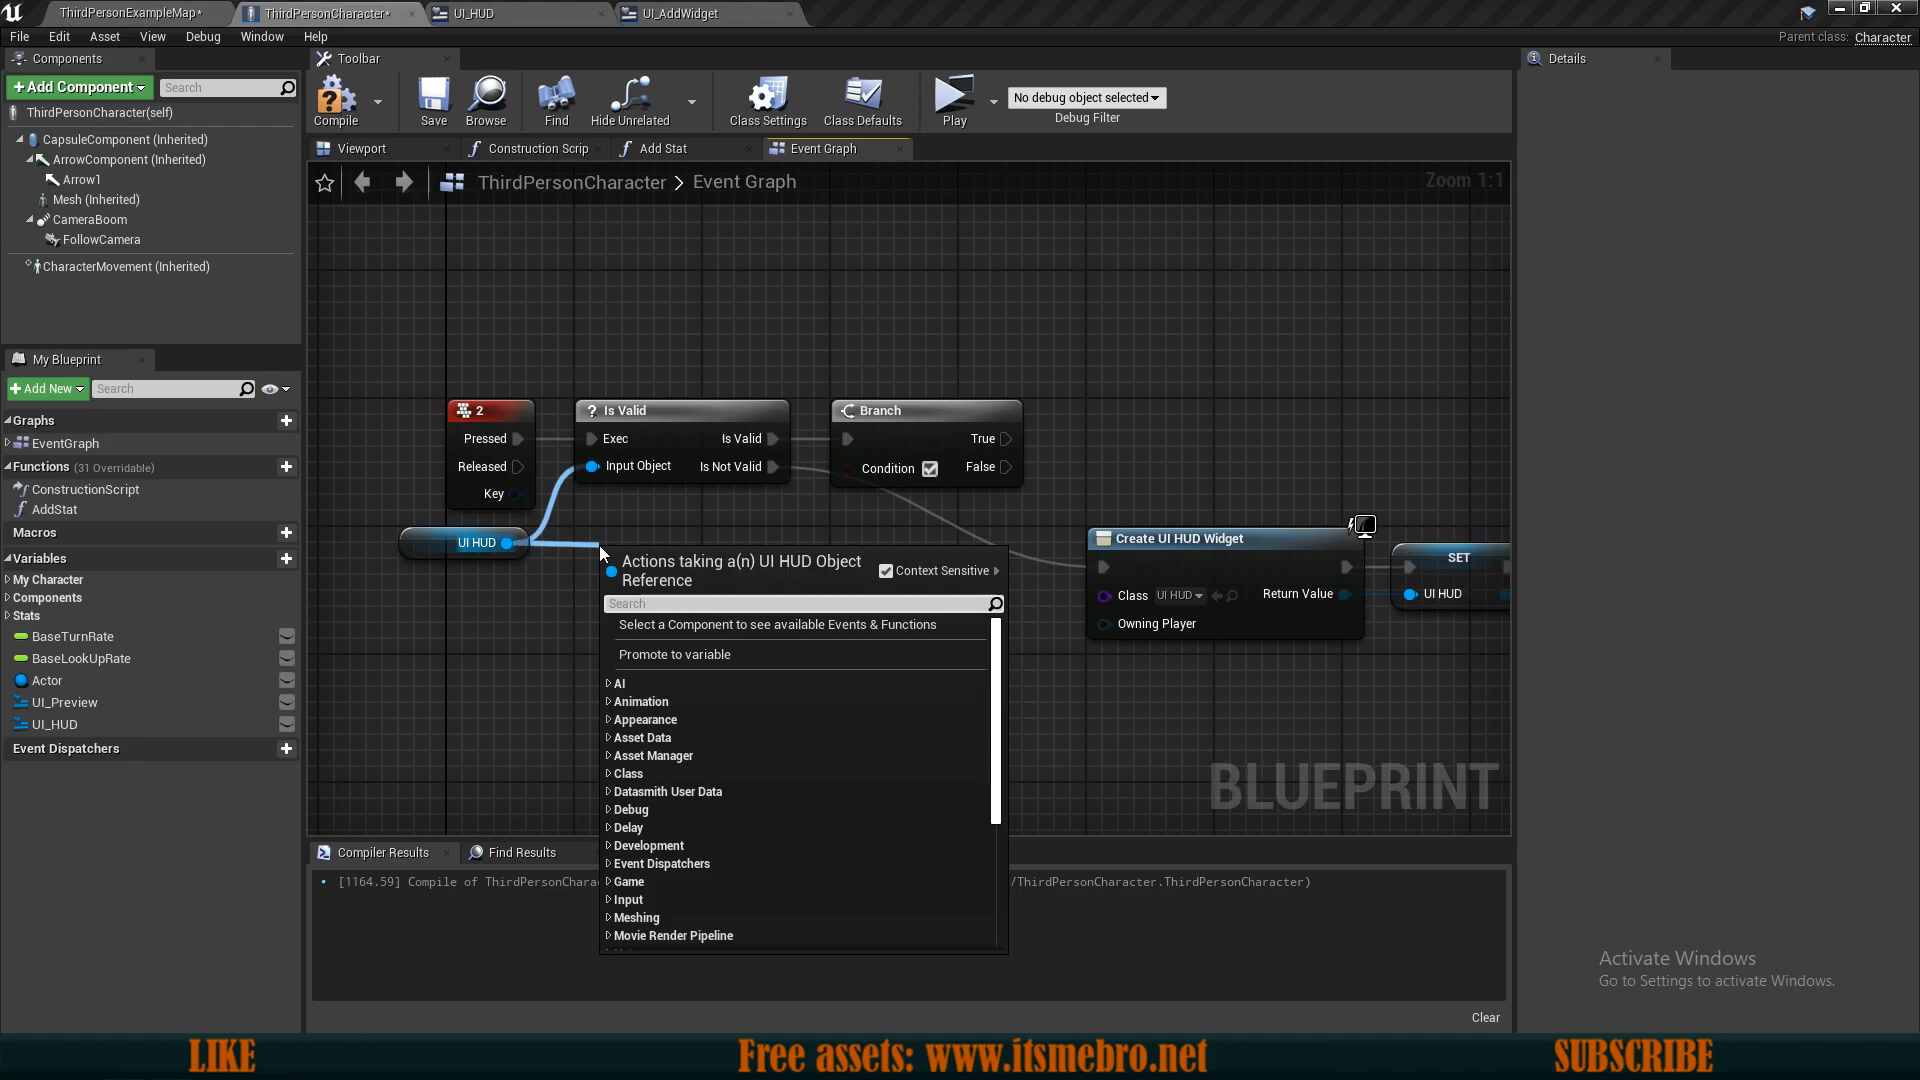 ThirdPersonExampleMap*
ThirdPersonCharacter*
UI_HUD
UI_AddWidget
File Edit Asset View Debug Window Help
Parent class: Character
Components
Toolbar
Details
+Add Component
Search
Compile
Save
Browse
Find
Hide Unrelated
Class Settings
Class Defaults
Play
No debug object selected
Debug Filter
ThirdPersonCharacter(self)
CapsuleComponent (Inherited)
ArrowComponent (Inherited)
Arrow1
Mesh (Inherited)
CameraBoom
FollowCamera
CharacterMovement (Inherited)
Viewport
Construction Scrip
Add Stat
Event Graph
ThirdPersonCharacter > Event Graph
Zoom 1:1
My Blueprint
+Add New
Search
Graphs
EventGraph
Functions (31 Overridable)
ConstructionScript
AddStat
Macros
Variables
My Character
Components
Stats
BaseTurnRate
BaseLookUpRate
Actor
UI_Preview
UI_HUD
Event Dispatchers
2
Pressed
Released
Key
UI HUD
? Is Valid
Exec
Is Valid
Input Object
Is Not Valid
Branch
True
Condition
False
Create UI HUD Widget
Class UI HUD
Return Value
Owning Player
SET
UI HUD
Actions taking a(n) UI HUD Object
Reference
Context Sensitive
Search
Select a Component to see available Events & Functions
Promote to variable
AI
Animation
Appearance
Asset Data
Asset Manager
Class
Datasmith User Data
Debug
Delay
Development
Event Dispatchers
Game
Input
Meshing
Movie Render Pipeline
BLUEPRINT
Compiler Results
Find Results
[1164.59] Compile of ThirdPersonCharac
/ThirdPersonCharacter.ThirdPersonCharacter)
Clear
Activate Windows
Go to Settings to activate Windows.
LIKE
Free assets: www.itsmebro.net
SUBSCRIBE